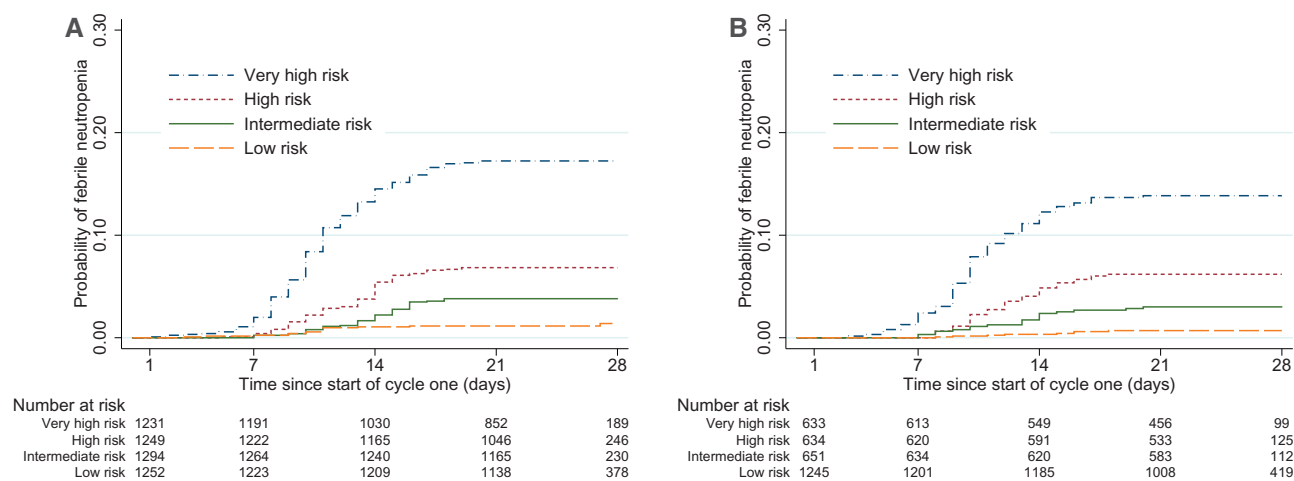 A
Probability of febrile neutropenia
0.30
0.20
0.10
0.00
Very high risk
High risk
Intermediate risk
Low risk
1 7 14 21 28
Time since start of cycle one (days)
Number at risk
Very high risk 1231 1191 1030 852 189
High risk 1249 1222 1165 1046 246
Intermediate risk 1294 1264 1240 1165 230
Low risk 1252 1223 1209 1138 378
B
Probability of febrile neutropenia
0.30
0.20
0.10
0.00
Very high risk
High risk
Intermediate risk
Low risk
1 7 14 21 28
Time since start of cycle one (days)
Number at risk
Very high risk 633 613 549 456 99
High risk 634 620 591 533 125
Intermediate risk 651 634 620 583 112
Low risk 1245 1201 1185 1008 419